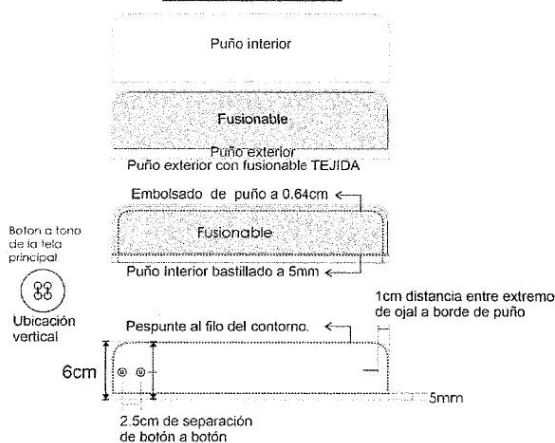 Puño interior
Fusionable
Puño exterior
Puño exterior con fusionable TEJIDA
Embolsado de puño a 0.64cm
Fusionable
Puño Interior bastillado a 5mm
Boton a tono
de la tela
principal
Ubicación
vertical
1cm distancia entre extremo
de ojal a borde de puño
Pespunte al filo del contorno.
6cm
5mm
2.5cm de separación
de botón a botón